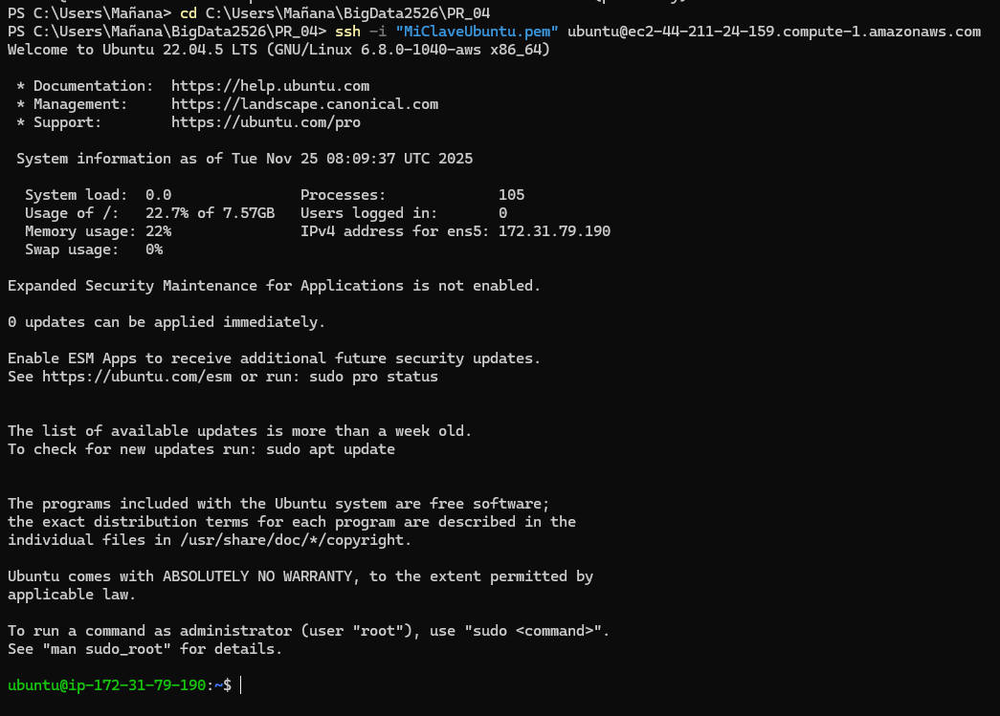 PS C:\Users\Mañana> cd C:\Users\Mañana\BigData2526\PR_04
PS C:\Users\Mañana\BigData2526\PR_04> ssh -i "MiClaveUbuntu.pem" ubuntu@ec2-44-211-24-159.compute-1.amazonaws.com
Welcome to Ubuntu 22.04.5 LTS (GNU/Linux 6.8.0-1040-aws x86_64)
* Documentation:  https://help.ubuntu.com
* Management:     https://landscape.canonical.com
* Support:        https://ubuntu.com/pro
System information as of Tue Nov 25 08:09:37 UTC 2025
System load:  0.0               Processes:             105
Usage of /:   22.7% of 7.57GB   Users logged in:       0
Memory usage: 22%               IPv4 address for ens5: 172.31.79.190
Swap usage:   0%
Expanded Security Maintenance for Applications is not enabled.
0 updates can be applied immediately.
Enable ESM Apps to receive additional future security updates.
See https://ubuntu.com/esm or run: sudo pro status
The list of available updates is more than a week old.
To check for new updates run: sudo apt update
The programs included with the Ubuntu system are free software;
the exact distribution terms for each program are described in the
individual files in /usr/share/doc/*/copyright.
Ubuntu comes with ABSOLUTELY NO WARRANTY, to the extent permitted by
applicable law.
To run a command as administrator (user "root"), use "sudo <command>".
See "man sudo_root" for details.
ubuntu@ip-172-31-79-190:~$